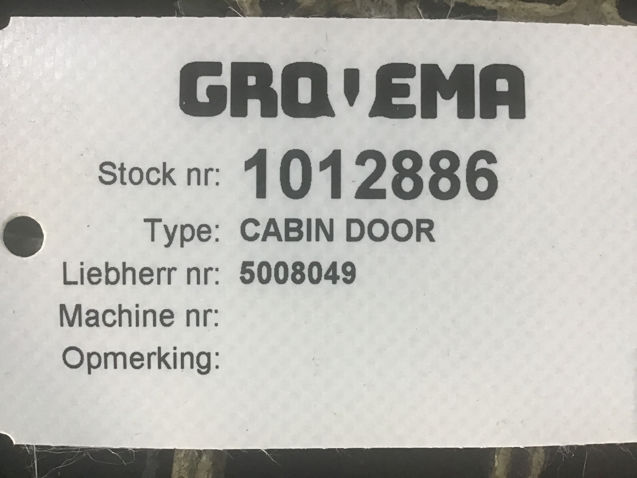 GROVEMA
Stock nr: 1012886
Type: CABIN DOOR
Liebherr nr: 5008049
Machine nr:
Opmerking: